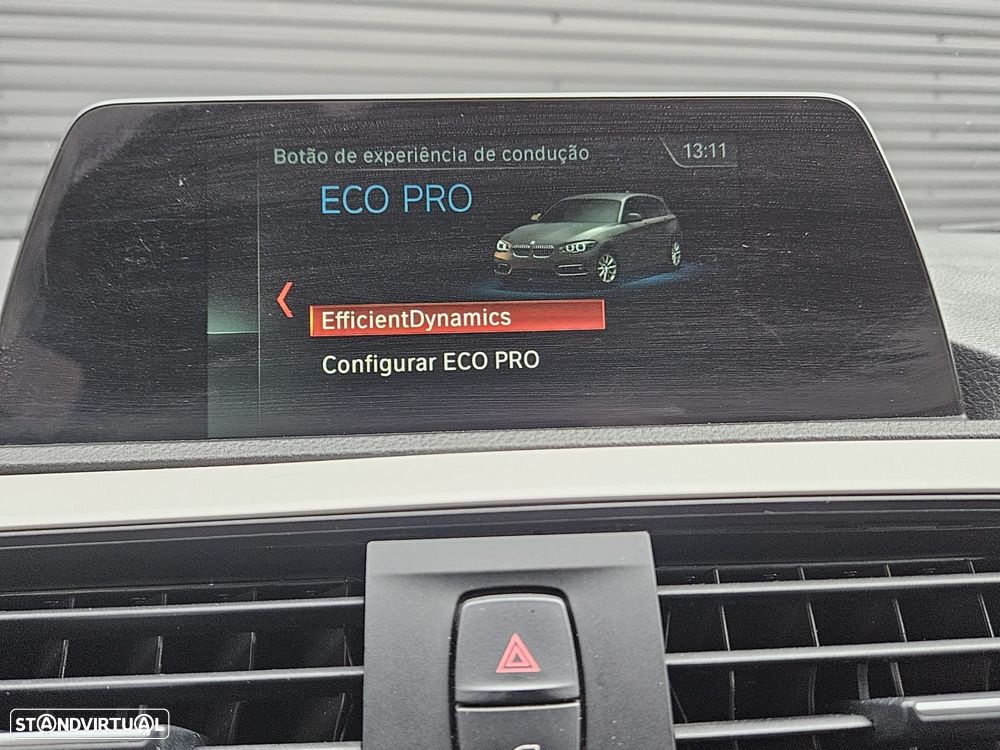 Botão de experiência de condução
13:11
ECO PRO
EfficientDynamics
Configurar ECO PRO
STANDVIRTUAL